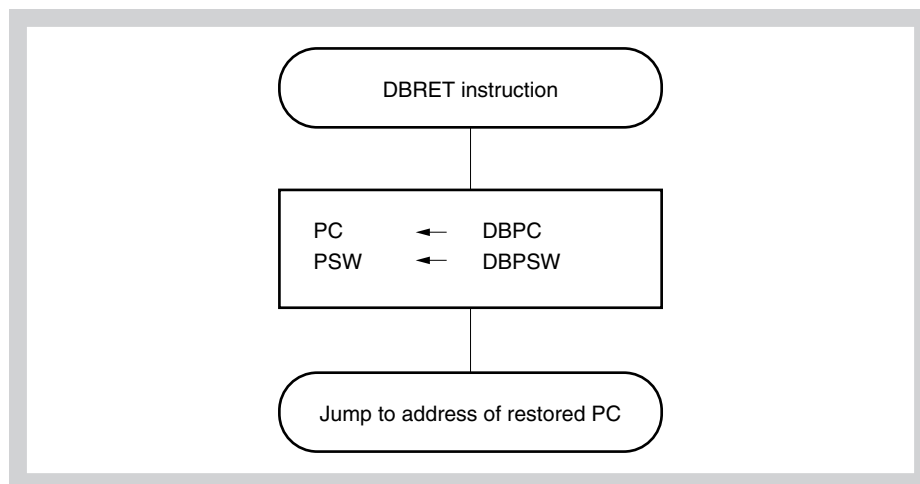 DBRET instruction
PC ← DBPC
PSW ← DBPSW
Jump to address of restored PC